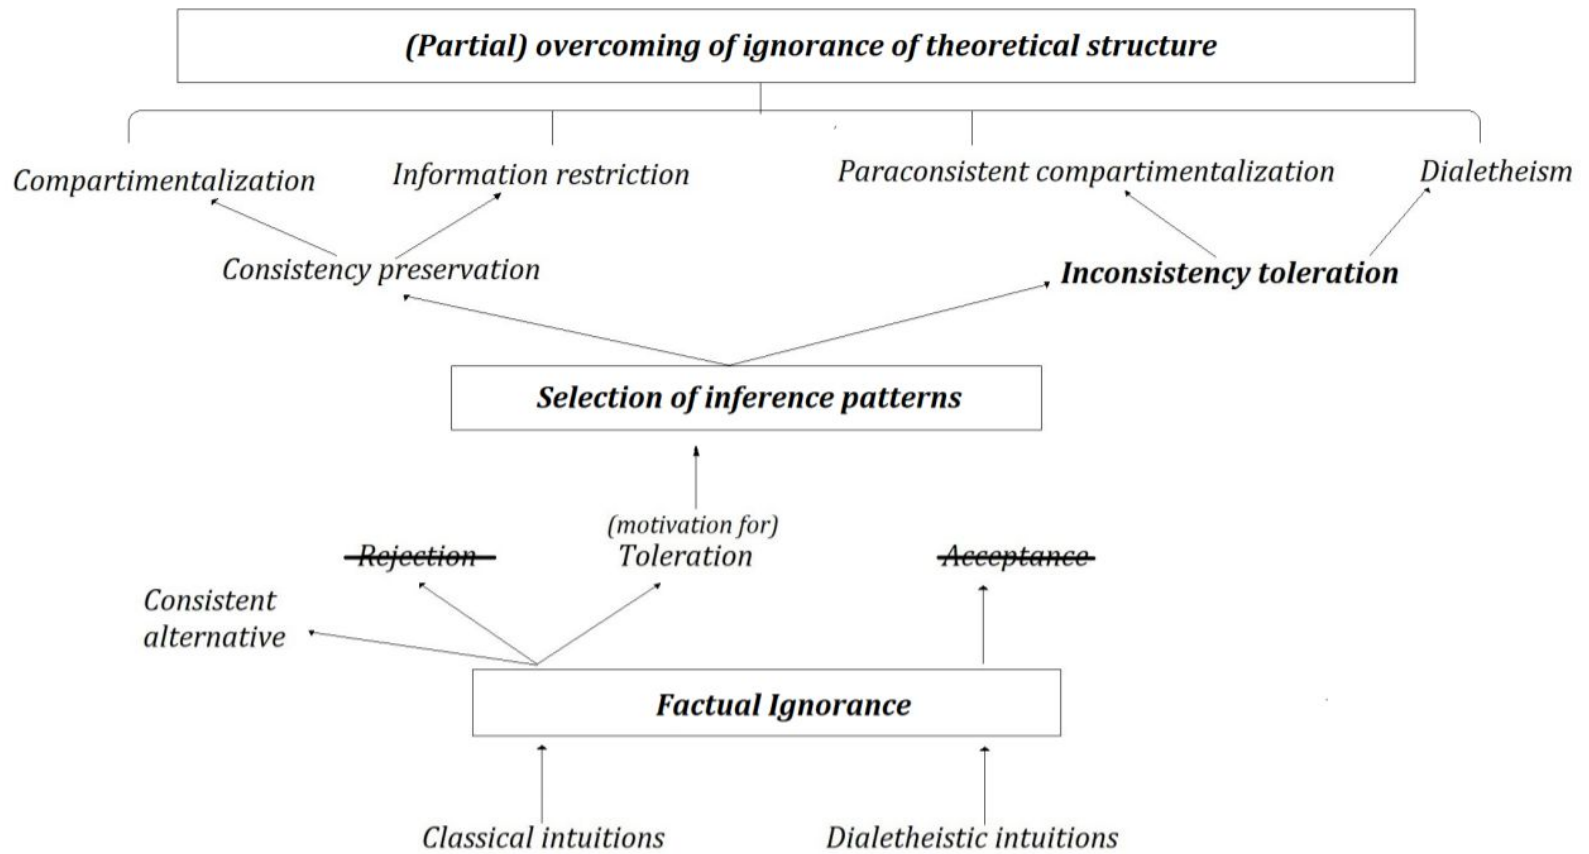 (Partial) overcoming of ignorance of theoretical structure
Compartimentalization
Information restriction
Paraconsistent compartimentalization
Dialetheism
Consistency preservation
Inconsistency toleration
Selection of inference patterns
(motivation for)
Rejection
Toleration
Acceptance
Consistent
alternative
Factual Ignorance
Classical intuitions
Dialetheistic intuitions